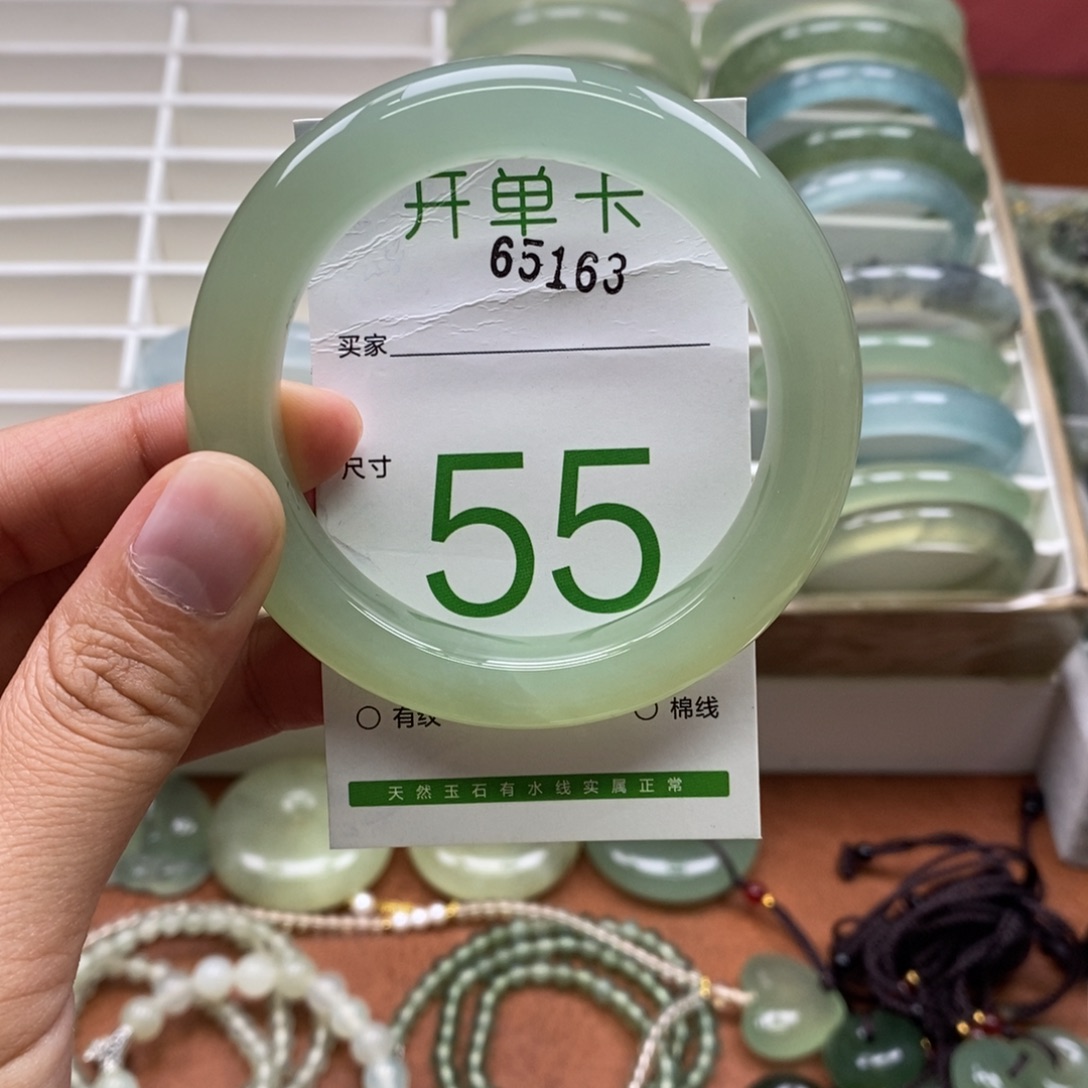 开单卡
65163
买家
尺寸 55
有纹 棉线
天然玉石有水线实属正常